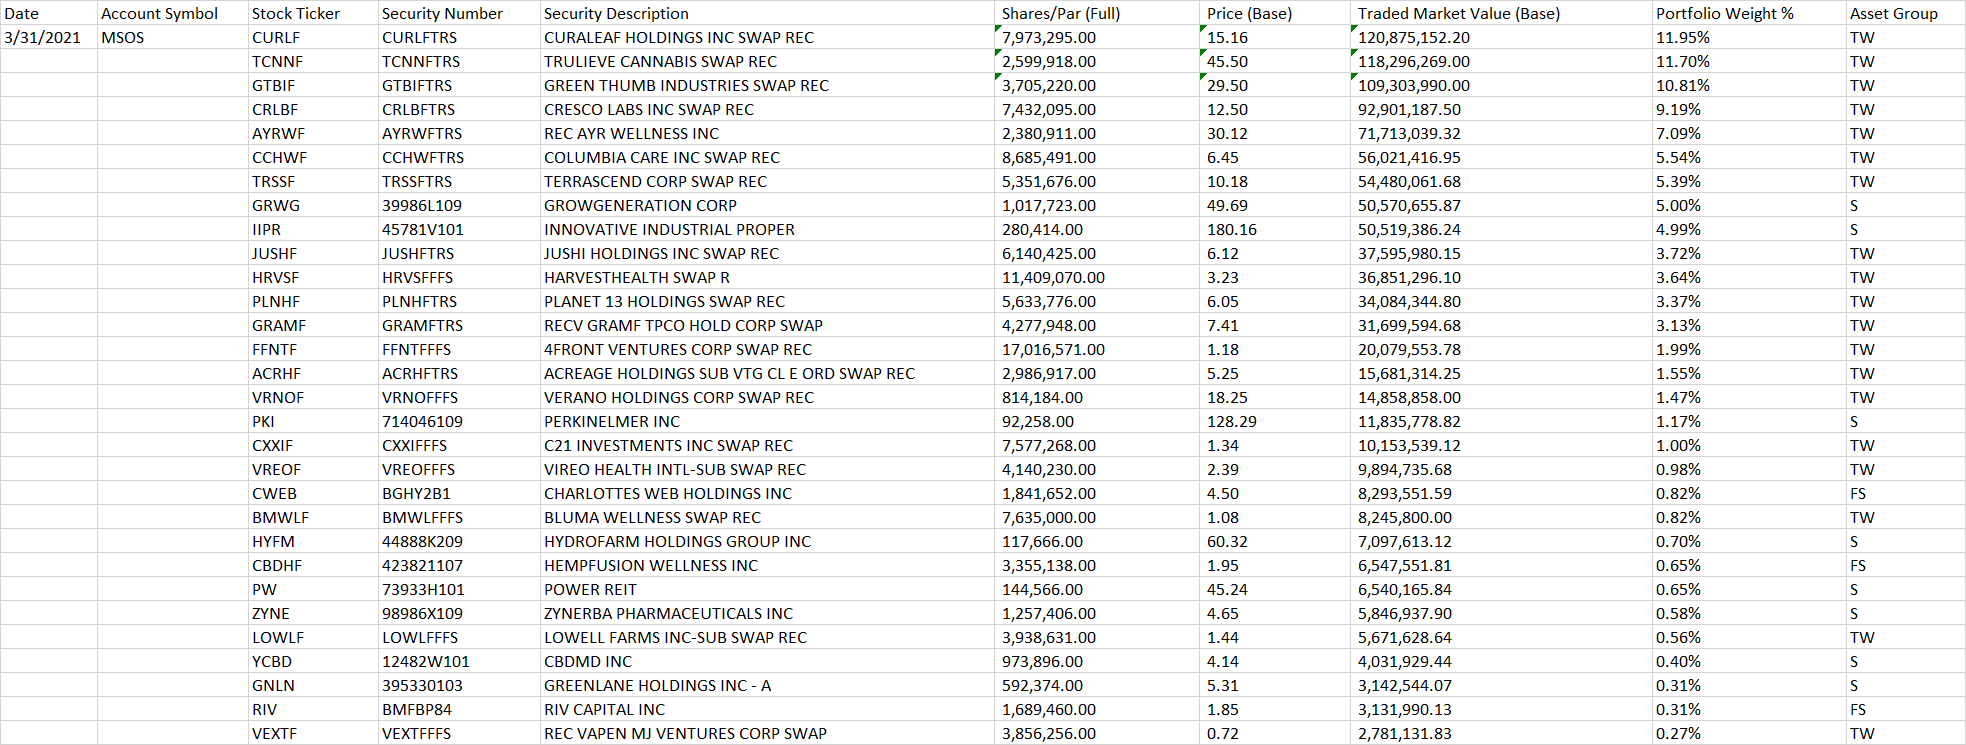 Date Account Symbol Stock Ticker Security Number Security Description Shares/Par (Full) Price (Base) Traded Market Value (Base) Portfolio Weight % Asset Group
3/31/2021 MSOS CURLF CURLFTRS CURALEAF HOLDINGS INC SWAP REC 7,973,295.00 15.16 120,875,152.20 11.95% TW
TCNNF TCNNFTRS TRULIEVE CANNABIS SWAP REC 2,599,918.00 45.50 118,296,269.00 11.70% TW
GTBIF GTBIFTRS GREEN THUMB INDUSTRIES SWAP REC 3,705,220.00 29.50 109,303,990.00 10.81% TW
CRLBF CRLBFTRS CRESCO LABS INC SWAP REC 7,432,095.00 12.50 92,901,187.50 9.19% TW
AYRWF AYRWFTRS REC AYR WELLNESS INC 2,380,911.00 30.12 71,713,039.32 7.09% TW
CCHWF CCHWFTRS COLUMBIA CARE INC SWAP REC 8,685,491.00 6.45 56,021,416.95 5.54% TW
TRSSF TRSSFTRS TERRASCEND CORP SWAP REC 5,351,676.00 10.18 54,480,061.68 5.39% TW
GRWG 39986L109 GROWGENERATION CORP 1,017,723.00 49.69 50,570,655.87 5.00% S
IIPR 45781V101 INNOVATIVE INDUSTRIAL PROPER 280,414.00 180.16 50,519,386.24 4.99% S
JUSHF JUSHFTRS JUSHI HOLDINGS INC SWAP REC 6,140,425.00 6.12 37,595,980.15 3.72% TW
HRVSF HRVSFFFS HARVESTHEALTH SWAP R 11,409,070.00 3.23 36,851,296.10 3.64% TW
PLNHF PLNHFTRS PLANET 13 HOLDINGS SWAP REC 5,633,776.00 6.05 34,084,344.80 3.37% TW
GRAMF GRAMFTRS RECV GRAMF TPCO HOLD CORP SWAP 4,277,948.00 7.41 31,699,594.68 3.13% TW
FFNTF FFNTFFFS 4FRONT VENTURES CORP SWAP REC 17,016,571.00 1.18 20,079,553.78 1.99% TW
ACRHF ACRHFTRS ACREAGE HOLDINGS SUB VTG CL E ORD SWAP REC 2,986,917.00 5.25 15,681,314.25 1.55% TW
VRNOF VRNOFFFS VERANO HOLDINGS CORP SWAP REC 814,184.00 18.25 14,858,858.00 1.47% TW
PKI 714046109 PERKINELMER INC 92,258.00 128.29 11,835,778.82 1.17% S
CXXIF CXXIFFFS C21 INVESTMENTS INC SWAP REC 7,577,268.00 1.34 10,153,539.12 1.00% TW
VREOF VREOFFFS VIREO HEALTH INTL-SUB SWAP REC 4,140,230.00 2.39 9,894,735.68 0.98% TW
CWEB BGHY2B1 CHARLOTTES WEB HOLDINGS INC 1,841,652.00 4.50 8,293,551.59 0.82% FS
BMWLF BMWLFFFS BLUMA WELLNESS SWAP REC 7,635,000.00 1.08 8,245,800.00 0.82% TW
HYFM 44888K209 HYDROFARM HOLDINGS GROUP INC 117,666.00 60.32 7,097,613.12 0.70% S
CBDHF 423821107 HEMPFUSION WELLNESS INC 3,355,138.00 1.95 6,547,551.81 0.65% FS
PW 73933H101 POWER REIT 144,566.00 45.24 6,540,165.84 0.65% S
ZYNE 98986X109 ZYNERBA PHARMACEUTICALS INC 1,257,406.00 4.65 5,846,937.90 0.58% S
LOWLF LOWLFFFS LOWELL FARMS INC-SUB SWAP REC 3,938,631.00 1.44 5,671,628.64 0.56% TW
YCBD 12482W101 CBDMD INC 973,896.00 4.14 4,031,929.44 0.40% S
GNLN 395330103 GREENLANE HOLDINGS INC - A 592,374.00 5.31 3,142,544.07 0.31% S
RIV BMFBP84 RIV CAPITAL INC 1,689,460.00 1.85 3,131,990.13 0.31% FS
VEXTF VEXTFFFS REC VAPEN MJ VENTURES CORP SWAP 3,856,256.00 0.72 2,781,131.83 0.27% TW